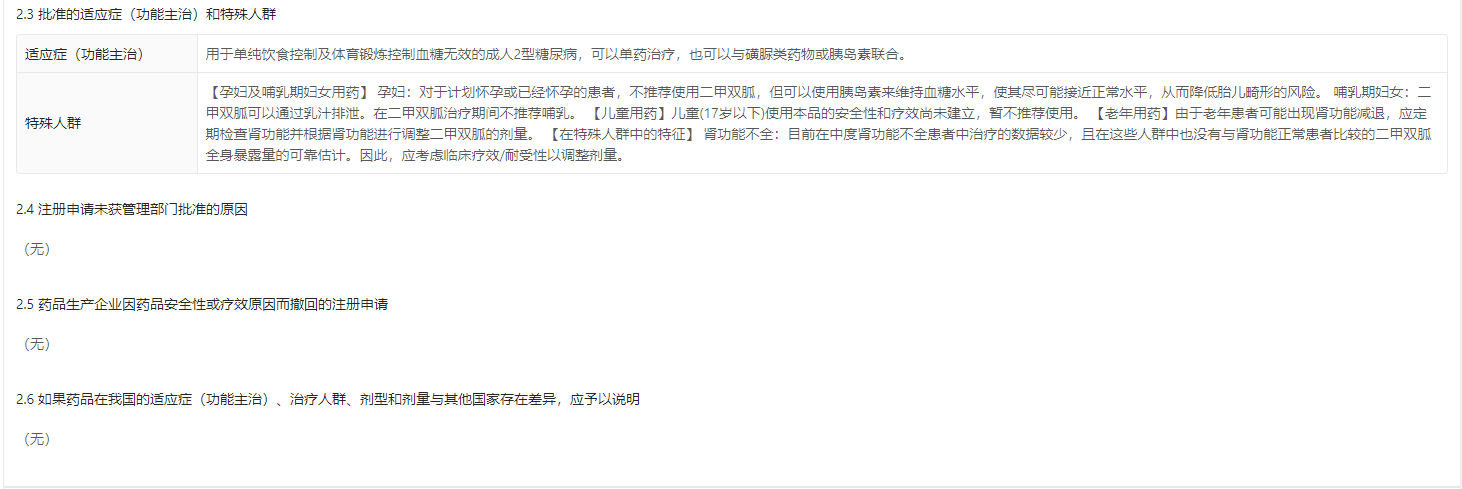 2.3 批准的适应症（功能主治）和特殊人群
适应症（功能主治）
用于单纯饮食控制及体育锻炼控制血糖无效的成人2型糖尿病，可以单药治疗，也可以与磺脲类药物或胰岛素联合。
特殊人群
【孕妇及哺乳期妇女用药】 孕妇：对于计划怀孕或已经怀孕的患者，不推荐使用二甲双胍，但可以使用胰岛素来维持血糖水平，使其尽可能接近正常水平，从而降低胎儿畸形的风险。 哺乳期妇女：二
甲双胍可以通过乳汁排泄。在二甲双胍治疗期间不推荐哺乳。 【儿童用药】儿童(17岁以下)使用本品的安全性和疗效尚未建立，暂不推荐使用。 【老年用药】由于老年患者可能出现肾功能减退，应定
期检查肾功能并根据肾功能进行调整二甲双胍的剂量。 【在特殊人群中的特征】 肾功能不全：目前在中度肾功能不全患者中治疗的数据较少，且在这些人群中也没有与肾功能正常患者比较的二甲双胍
全身暴露量的可靠估计。因此，应考虑临床疗效/耐受性以调整剂量。
2.4 注册申请未获管理部门批准的原因
（无）
2.5 药品生产企业因药品安全性或疗效原因而撤回的注册申请
（无）
2.6 如果药品在我国的适应症（功能主治）、治疗人群、剂型和剂量与其他国家存在差异，应予以说明
（无）